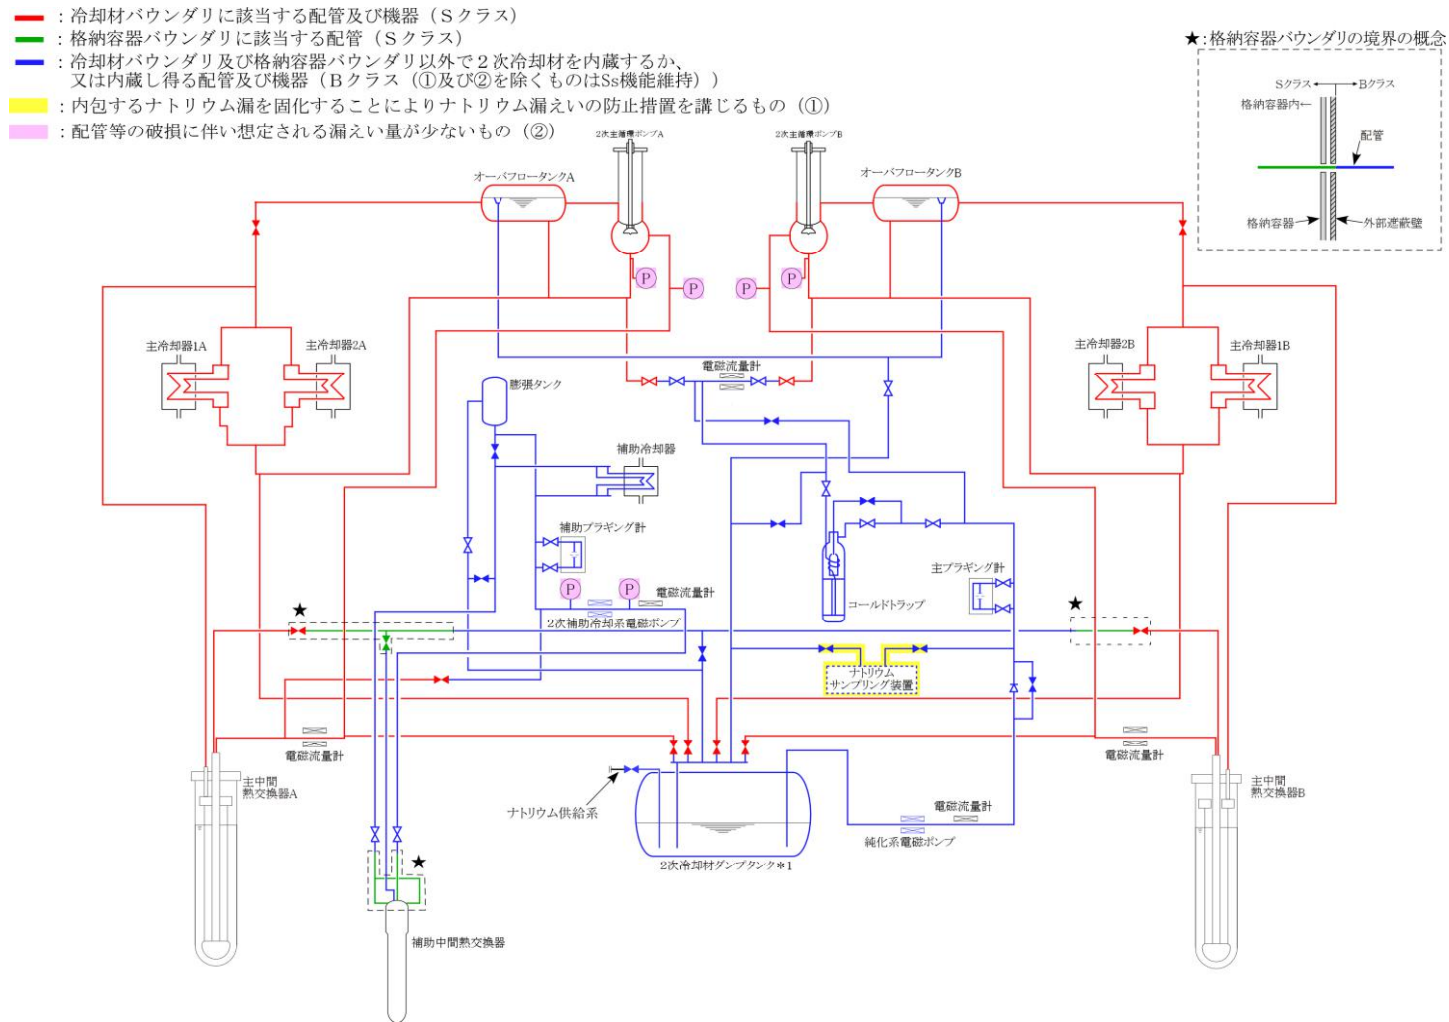 ：冷却材バウンダリに該当する配管及び機器（Ｓクラス）
：格納容器バウンダリに該当する配管（Ｓクラス）
：冷却材バウンダリ及び格納容器バウンダリ以外で２次冷却材を内蔵するか、
又は内蔵し得る配管及び機器（Ｂクラス（①及び②を除くものはSs機能維持））
：内包するナトリウム漏を固化することによりナトリウム漏えいの防止措置を講じるもの（①）
：配管等の破損に伴い想定される漏えい量が少ないもの（②）
★：格納容器バウンダリの境界の概念
Sクラス
Bクラス
格納容器内←
配管
格納容器
外部遮蔽壁
2次主循環ポンプA
2次主循環ポンプB
オーバフロータンクA
オーバフロータンクB
P
P
P
P
主冷却器1A
主冷却器2A
主冷却器2B
主冷却器1B
電磁流量計
膨張タンク
補助冷却器
補助プラギング計
主プラギング計
P
P
電磁流量計
コールドトラップ
★
★
2次補助冷却系電磁ポンプ
ナトリウム
サンプリング装置
電磁流量計
電磁流量計
主中間
熱交換器A
主中間
熱交換器B
ナトリウム供給系
電磁流量計
純化系電磁ポンプ
2次冷却材ダンプタンク＊1
★
補助中間熱交換器